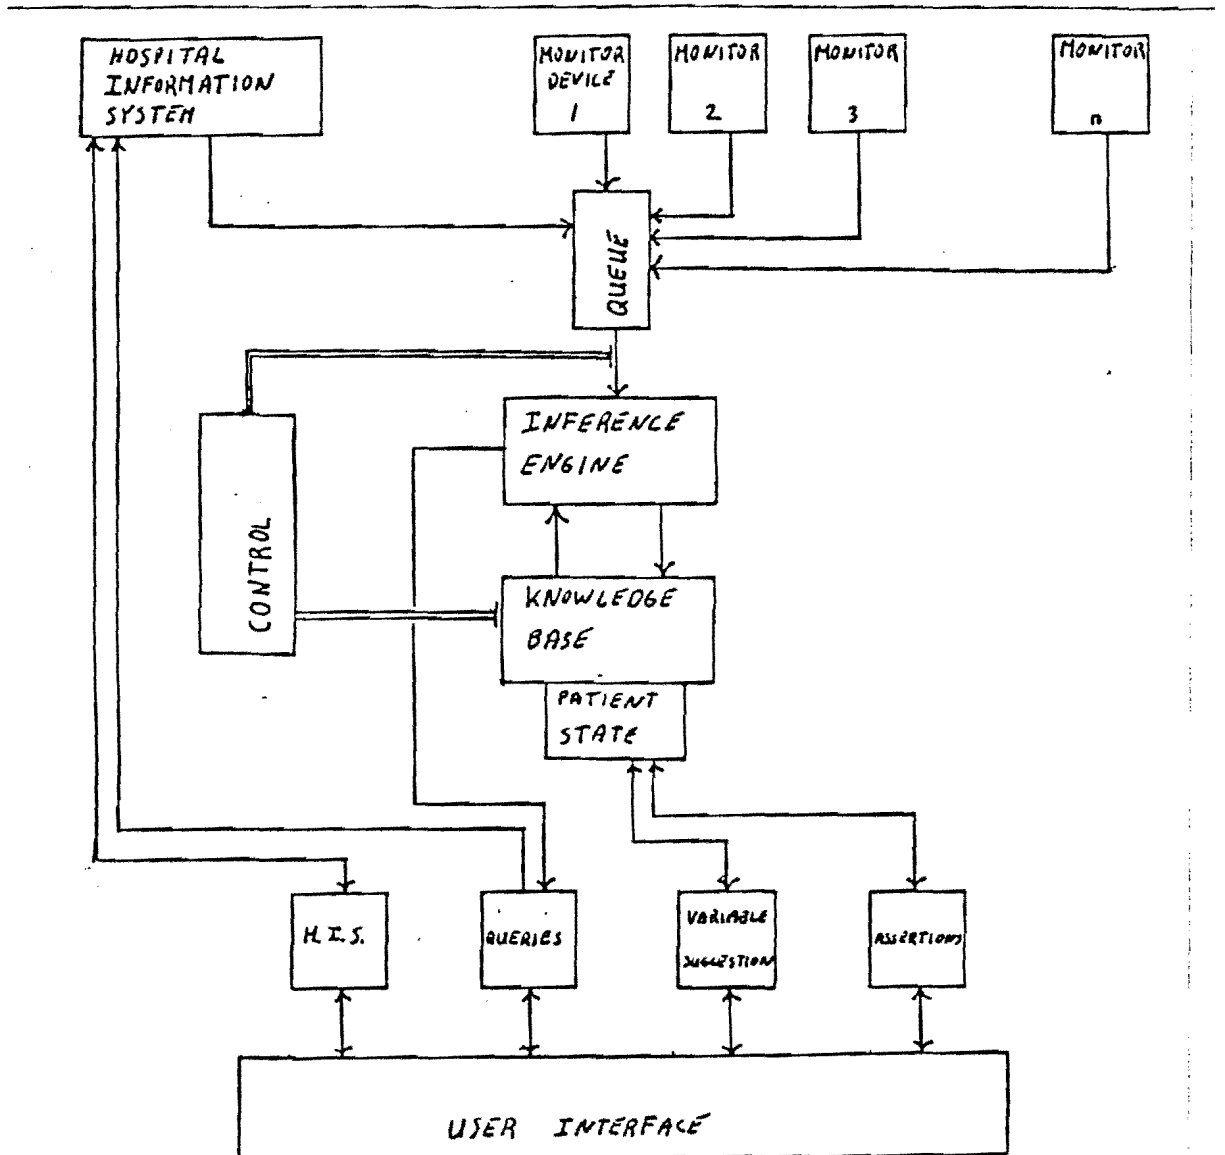 HOSPITAL
INFORMATION
SYSTEM
MONITOR
DEVICE
1
MONITOR
2
MONITOR
3
MONITOR
n
QUEUE
INFERENCE
ENGINE
CONTROL
KNOWLEDGE
BASE
PATIENT
STATE
H.I.S.
QUERIES
VARIABLE
SUGGESTION
ASSERTIONS
USER INTERFACE